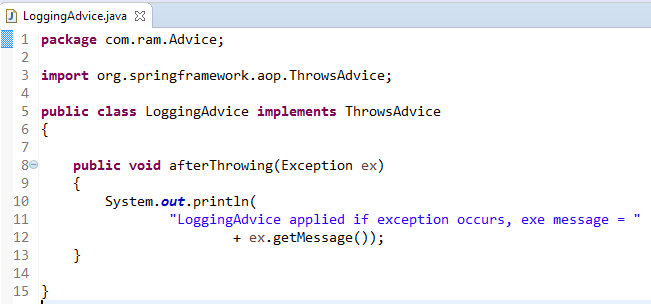 LoggingAdvice.java
1 package com.ram.Advice;
2
3 import org.springframework.aop.ThrowsAdvice;
4
5 public class LoggingAdvice implements ThrowsAdvice
6 {
7
8 public void afterThrowing(Exception ex)
9 {
10 System.out.println(
11 "LoggingAdvice applied if exception occurs, exe message = "
12 + ex.getMessage());
13 }
14
15 }